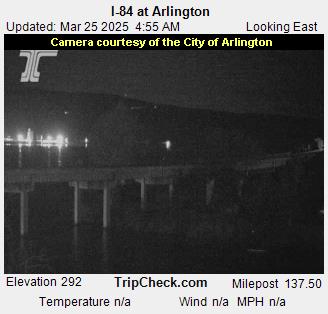 I-84 at Arlington
Updated: Mar 25 2025 4:55 AM Looking East
Camera courtesy of the City of Arlington
Elevation 292 TripCheck.com Milepost 137.50
Temperature n/a Wind n/a MPH n/a